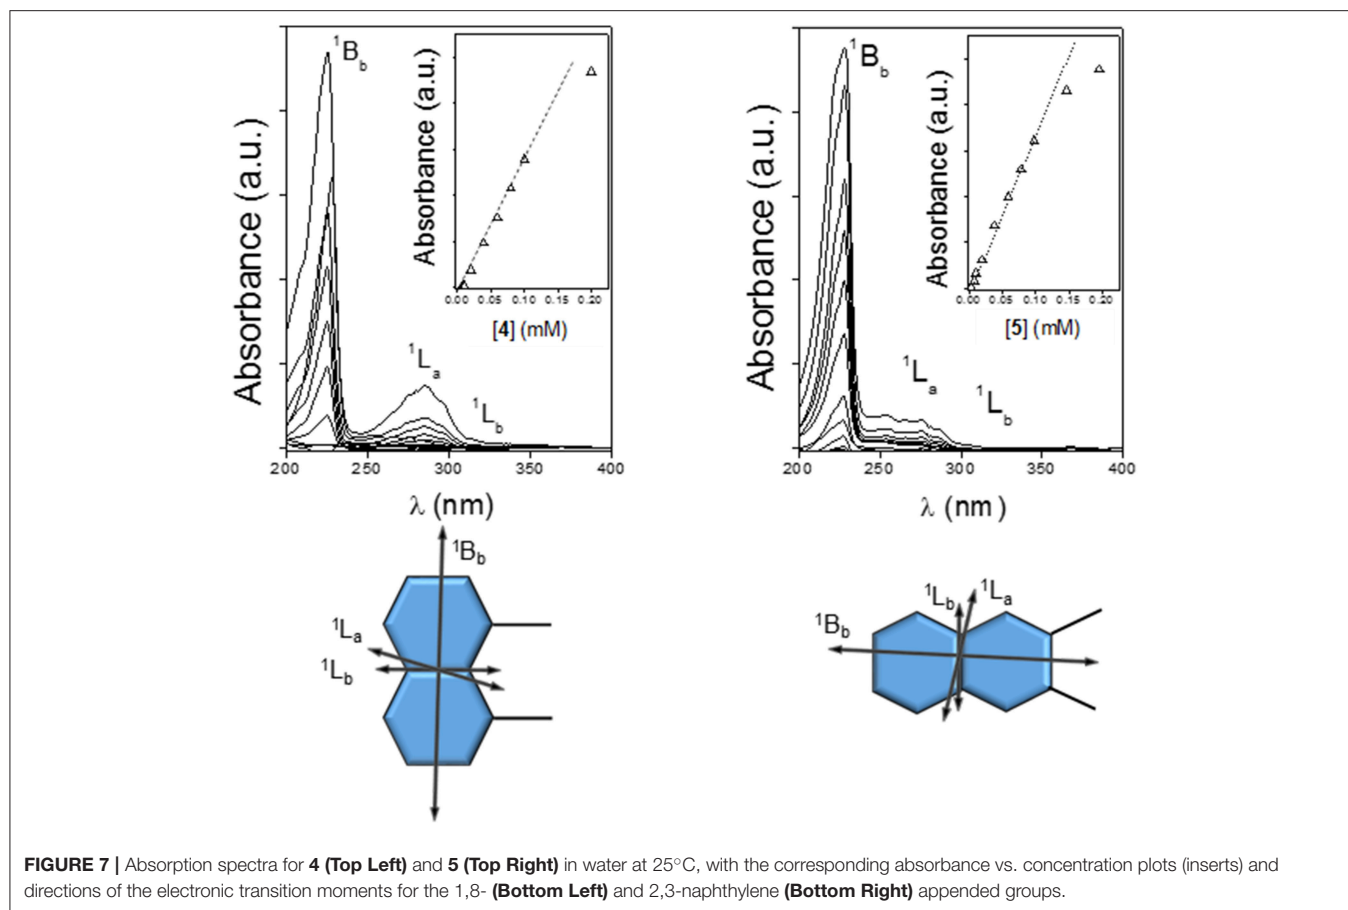 ¹Bb
Absorbance (a.u.)
Absorbance (a.u.)
0.00 0.05 0.10 0.15 0.20
[4] (mM)
¹La
¹Lb
200 250 300 350 400
λ (nm)
¹Bb
Absorbance (a.u.)
Absorbance (a.u.)
0.00 0.05 0.10 0.15 0.20
[5] (mM)
¹La
¹Lb
200 250 300 350 400
λ (nm)
¹Bb
¹La
¹Lb
¹Lb
¹La
¹Bb
FIGURE 7 | Absorption spectra for 4 (Top Left) and 5 (Top Right) in water at 25°C, with the corresponding absorbance vs. concentration plots (inserts) and
directions of the electronic transition moments for the 1,8- (Bottom Left) and 2,3-naphthylene (Bottom Right) appended groups.